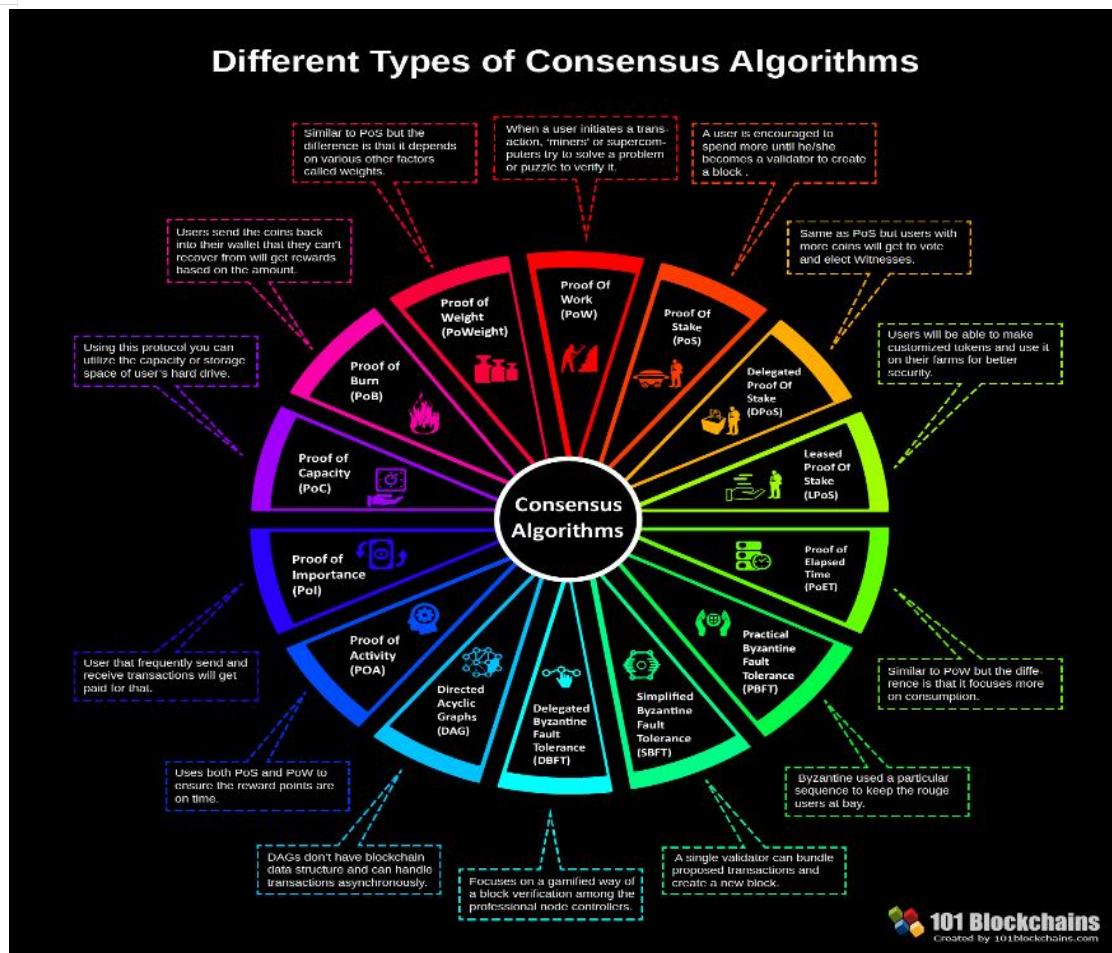 Different Types of Consensus Algorithms
Similar to PoS but the
difference is that it depends
on various other factors
called weights.
When a user initiates a trans-
action, 'miners' or supercom-
puters try to solve a problem
or puzzle to verify it.
A user is encouraged to
spend more until he/she
becomes a validator to create
a block .
Users send the coins back
into their wallet that they can't
recover from will get rewards
based on the amount.
Same as PoS but users with
more coins will get to vote
and elect Witnesses.
Using this protocol you can
utilize the capacity or storage
space of user's hard drive.
Users will be able to make
customized tokens and use it
on their farms for better
security.
Proof of
Weight
(PoWeight)
Proof Of
Work
(PoW)
Proof Of
Stake
(PoS)
Proof of
Burn
(PoB)
Delegated
Proof Of
Stake
(DPoS)
Proof of
Capacity
(PoC)
Leased
Proof Of
Stake
(LPoS)
Consensus
Algorithms
Proof of
Importance
(PoI)
Proof of
Elapsed
Time
(PoET)
Proof of
Activity
(POA)
Practical
Byzantine
Fault
Tolerance
(PBFT)
Directed
Acyclic
Graphs
(DAG)
Delegated
Byzantine
Fault
Tolerance
(DBFT)
Simplified
Byzantine
Fault
Tolerance
(SBFT)
User that frequently send and
receive transactions will get
paid for that.
Similar to PoW but the diffe-
rence is that it focuses more
on consumption.
Uses both PoS and PoW to
ensure the reward points are
on time.
Byzantine used a particular
sequence to keep the rouge
users at bay.
DAGs don't have blockchain
data structure and can handle
transactions asynchronously.
Focuses on a gamified way of
a block verification among the
professional node controllers.
A single validator can bundle
proposed transactions and
create a new block.
101 Blockchains
Created by 101blockchains.com